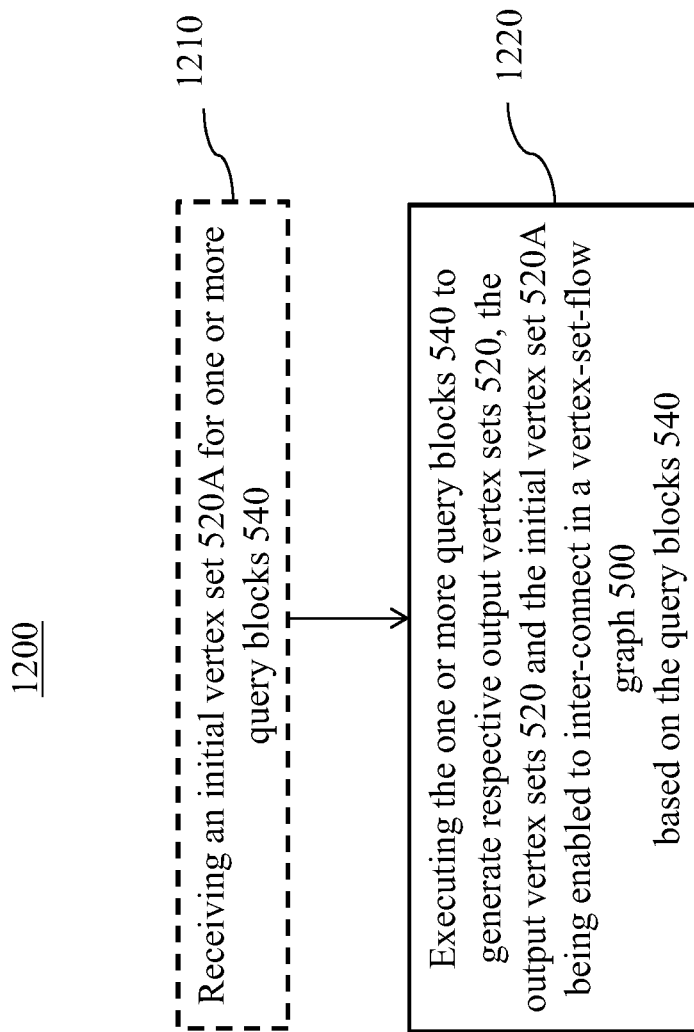 1200
Receiving an initial vertex set 520A for one or more
query blocks 540
1210
Executing the one or more query blocks 540 to
generate respective output vertex sets 520, the
output vertex sets 520 and the initial vertex set 520A
being enabled to inter-connect in a vertex-set-flow
graph 500
based on the query blocks 540
1220